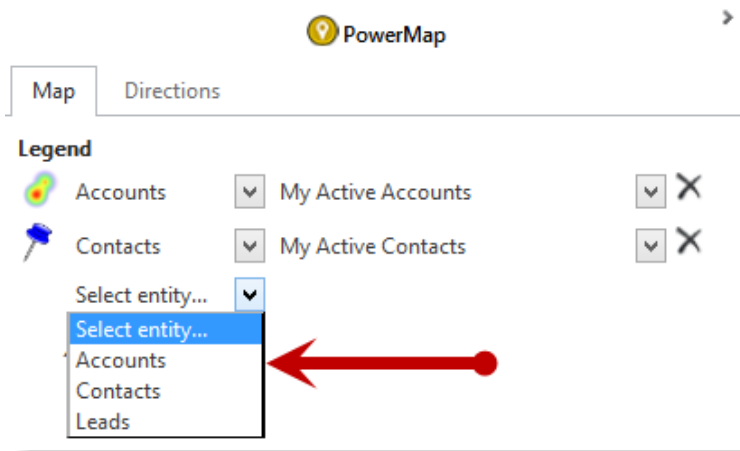 PowerMap
Map Directions
Legend
Accounts My Active Accounts
Contacts My Active Contacts
Select entity...
Select entity...
Accounts
Contacts
Leads